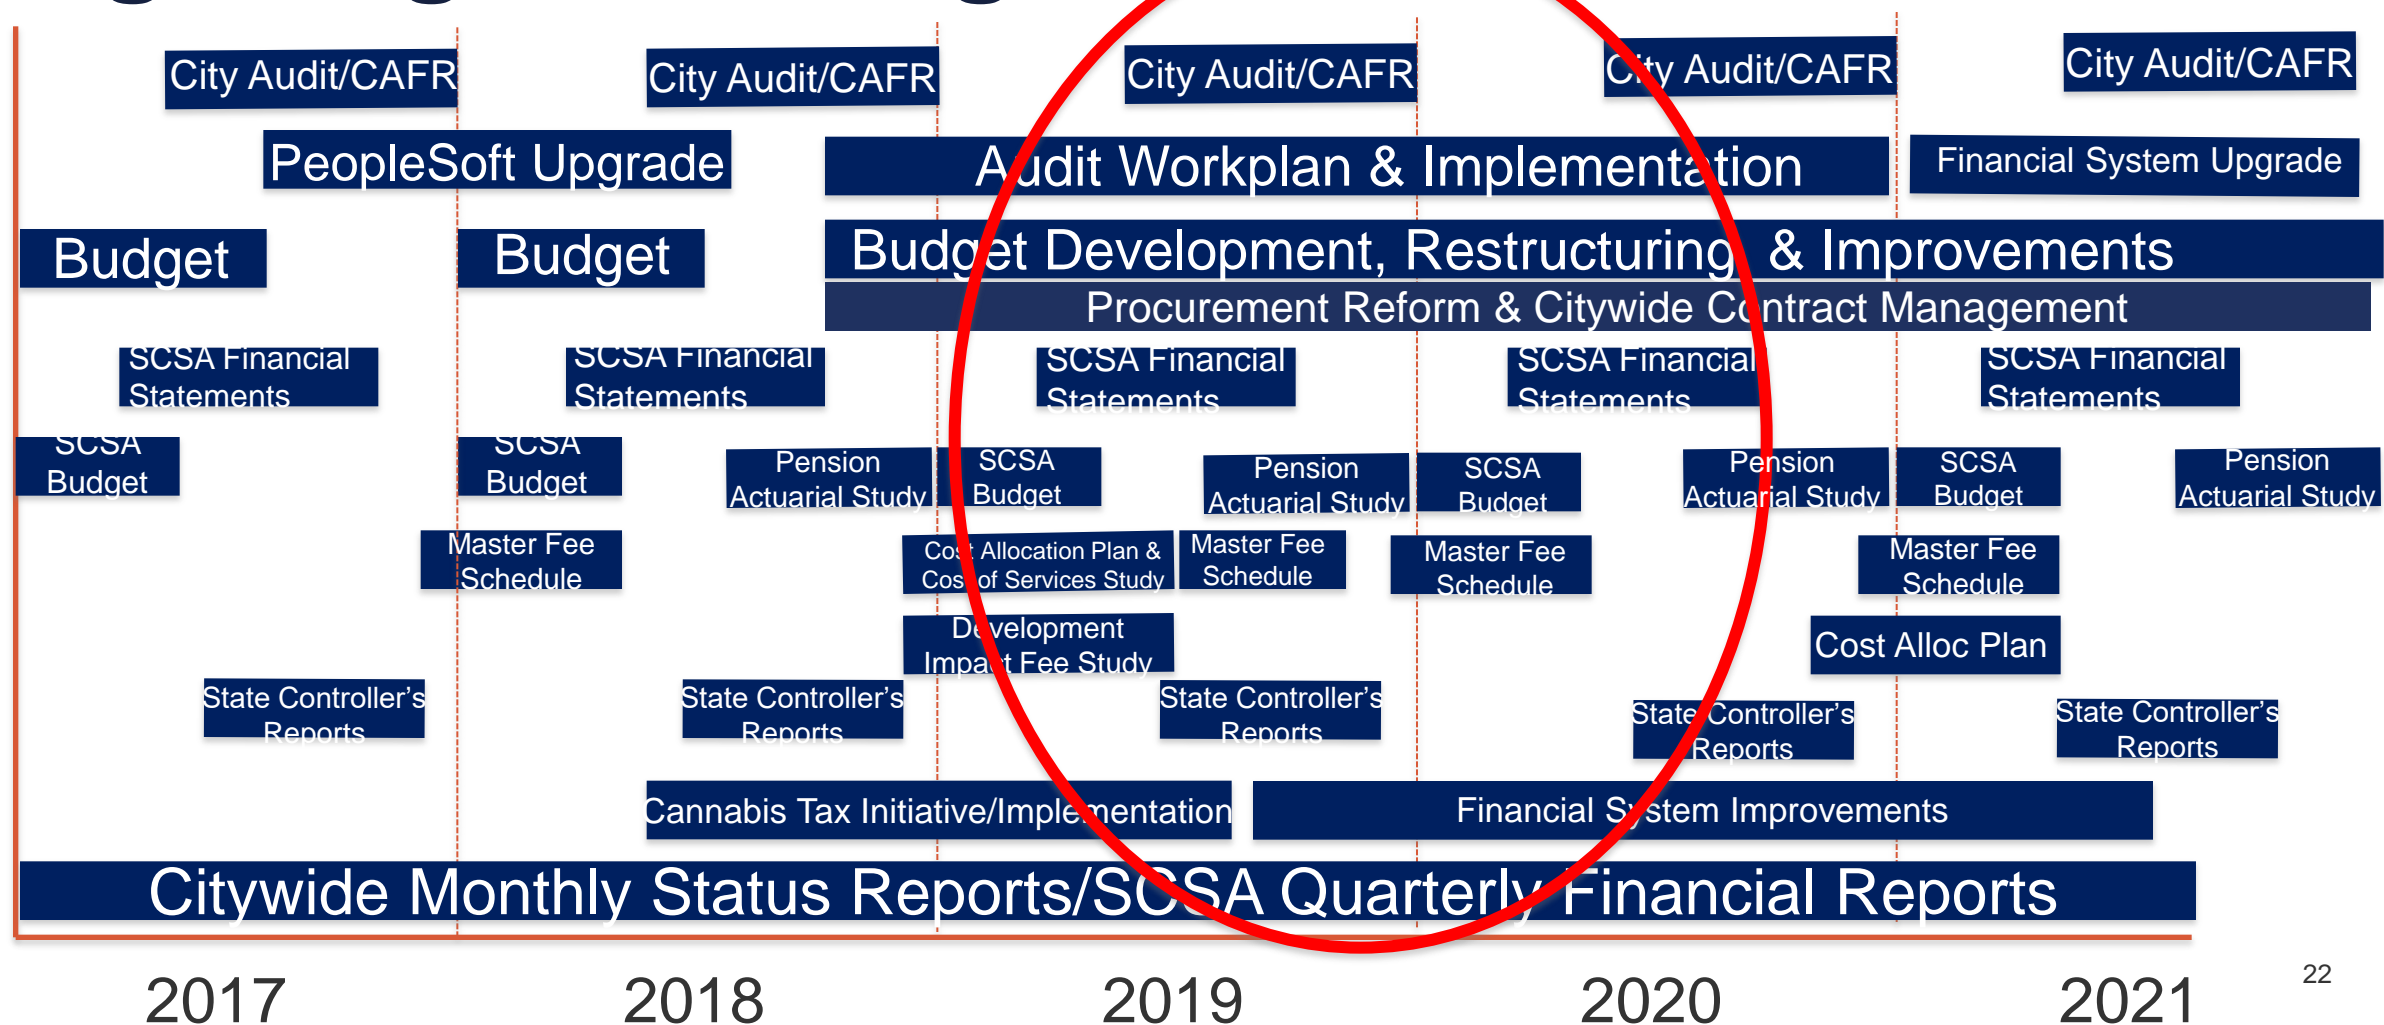 City Audit/CAFR
City Audit/CAFR
City Audit/CAFR
City Audit/CAFR
City Audit/CAFR
PeopleSoft Upgrade
Audit Workplan & Implementation
Financial System Upgrade
Budget
Budget
Budget Development, Restructuring, & Improvements
Procurement Reform & Citywide Contract Management
SCSA Financial
Statements
SCSA Financial
Statements
SCSA Financial
Statements
SCSA Financial
Statements
SCSA Financial
Statements
SCSA
Budget
SCSA
Budget
Pension
Actuarial Study
SCSA
Budget
Pension
Actuarial Study
SCSA
Budget
Pension
Actuarial Study
SCSA
Budget
Pension
Actuarial Study
Master Fee
Schedule
Cost Allocation Plan &
Cost of Services Study
Master Fee
Schedule
Master Fee
Schedule
Master Fee
Schedule
Development
Impact Fee Study
Cost Alloc Plan
State Controller’s
Reports
State Controller’s
Reports
State Controller’s
Reports
State Controller’s
Reports
State Controller’s
Reports
Cannabis Tax Initiative/Implementation
Financial System Improvements
Citywide Monthly Status Reports/SCSA Quarterly Financial Reports
2017
2018
2019
2020
2021
22